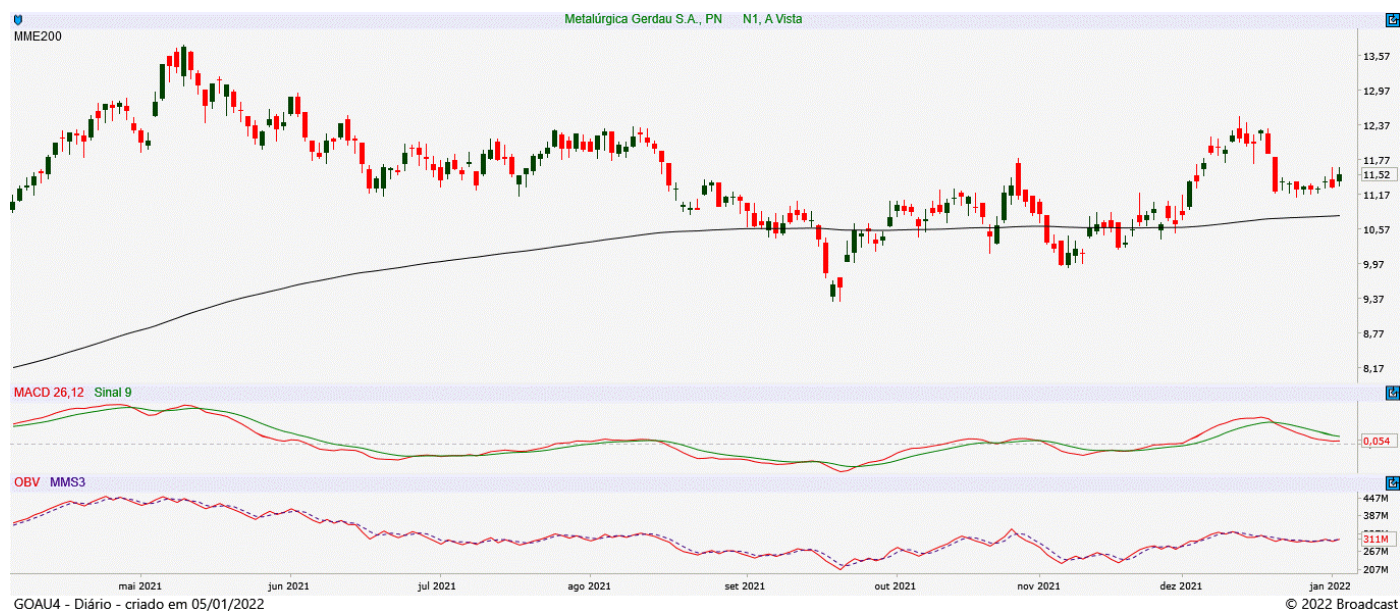 Metalúrgica Gerdau S.A., PN N1, A Vista
MME200
13,57
12,97
12,37
11,77
11,52
11,17
10,57
9,97
9,37
8,77
8,17
MACD 26,12 Sinal 9
0,054
OBV MMS3
447M
387M
311M
267M
207M
mai 2021 jun 2021 jul 2021 ago 2021 set 2021 out 2021 nov 2021 dez 2021 jan 2022
GOAU4 - Diário - criado em 05/01/2022 © 2022 Broadcast